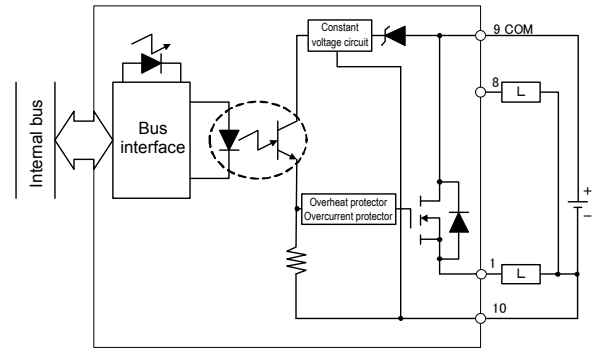 Constant
voltage circuit
9 COM
8
L
Internal bus
Bus
interface
+
−
Overheat protector
Overcurrent protector
1
L
10